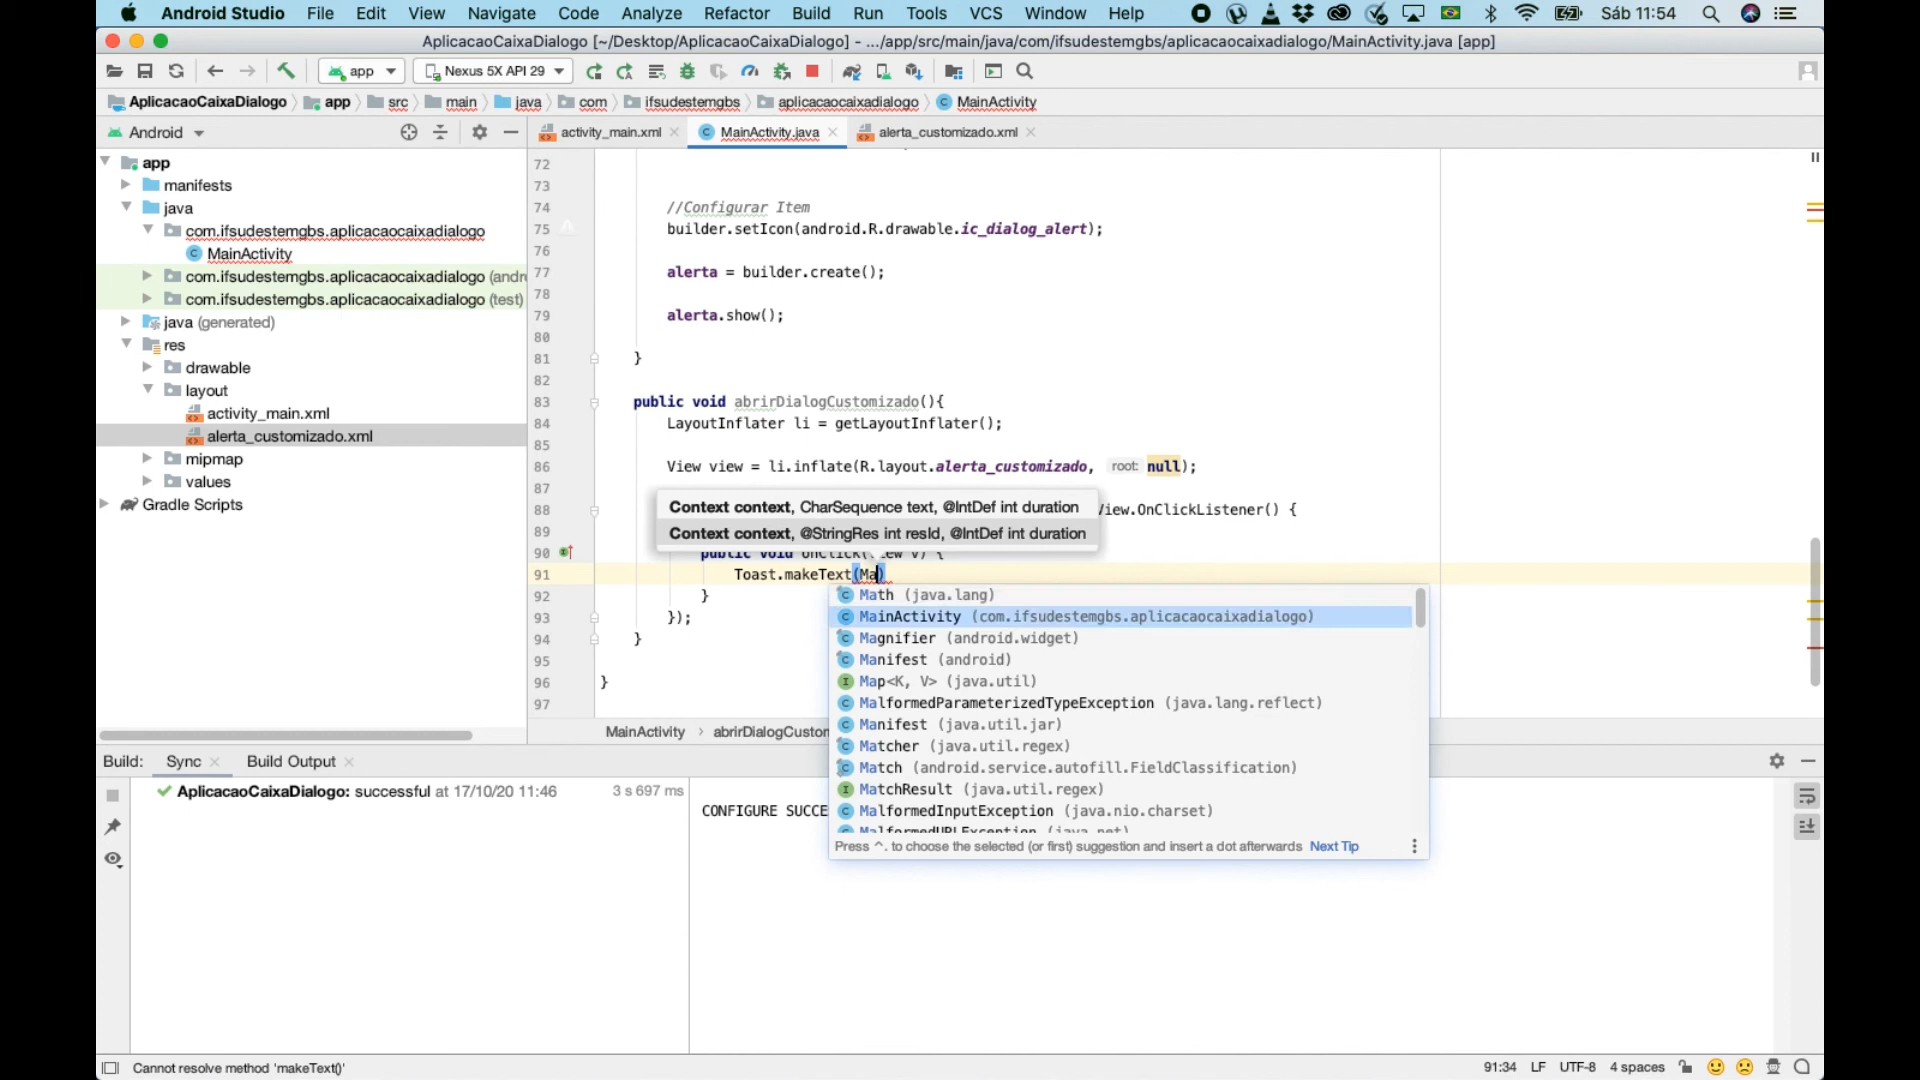 Android Studio File Edit View Navigate Code Analyze Refactor Build Run Tools VCS Window Help Sáb 11:54
AplicacaoCaixaDialogo [~/Desktop/AplicacaoCaixaDialogo] - .../app/src/main/java/com/ifsudestemgbs/aplicacaocaixadialogo/MainActivity.java [app]
app Nexus 5X API 29
AplicacaoCaixaDialogo app src main java com ifsudestemgbs aplicacaocaixadialogo MainActivity
Android
activity_main.xml MainActivity.java alerta_customizado.xml
app
manifests
java
com.ifsudestemgbs.aplicacaocaixadialogo
MainActivity
com.ifsudestemgbs.aplicacaocaixadialogo (andr
com.ifsudestemgbs.aplicacaocaixadialogo (test)
java (generated)
res
drawable
layout
activity_main.xml
alerta_customizado.xml
mipmap
values
Gradle Scripts
72
73
74 //Configurar Item
75 builder.setIcon(android.R.drawable.ic_dialog_alert);
76
77 alerta = builder.create();
78
79 alerta.show();
80
81 }
82
83 public void abrirDialogCustomizado(){
84 LayoutInflater li = getLayoutInflater();
85
86 View view = li.inflate(R.layout.alerta_customizado, root: null);
87
Context context, CharSequence text, @IntDef int duration
88 View.OnClickListener() {
Context context, @StringRes int resId, @IntDef int duration
89
90 public void onClick(View v) {
91 Toast.makeText(Ma)
92 }
93 });
94 }
95
96 }
97
Math (java.lang)
MainActivity (com.ifsudestemgbs.aplicacaocaixadialogo)
Magnifier (android.widget)
Manifest (android)
Map<K, V> (java.util)
MalformedParameterizedTypeException (java.lang.reflect)
Manifest (java.util.jar)
Matcher (java.util.regex)
Match (android.service.autofill.FieldClassification)
MatchResult (java.util.regex)
MalformedInputException (java.nio.charset)
MalformedURLException (java.net)
Press ^. to choose the selected (or first) suggestion and insert a dot afterwards Next Tip
MainActivity abrirDialogCustom
Build: Sync Build Output
AplicacaoCaixaDialogo: successful at 17/10/20 11:46 3 s 697 ms
CONFIGURE SUCCE
Cannot resolve method 'makeText()' 91:34 LF UTF-8 4 spaces